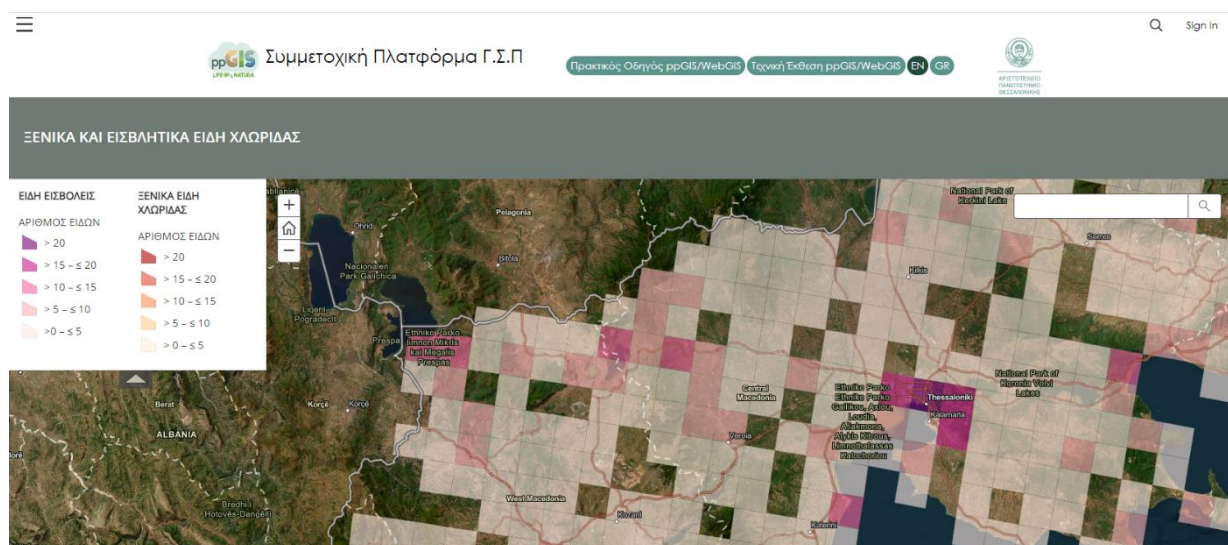 Sign In
ppGIS
LIFE-IP 4 NATURA
Συμμετοχική Πλατφόρμα Γ.Σ.Π
Πρακτικός Οδηγός ppGIS/WebGIS
Τεχνική Έκθεση ppGIS/WebGIS
EN
GR
ΑΡΙΣΤΟΤΕΛΕΙΟ
ΠΑΝΕΠΙΣΤΗΜΙΟ
ΘΕΣΣΑΛΟΝΙΚΗΣ
ΞΕΝΙΚΑ ΚΑΙ ΕΙΣΒΛΗΤΙΚΑ ΕΙΔΗ ΧΛΩΡΙΔΑΣ
ΕΙΔΗ ΕΙΣΒΟΛΕΙΣ
ΑΡΙΘΜΟΣ ΕΙΔΩΝ
> 20
> 15 – ≤ 20
> 10 – ≤ 15
> 5 – ≤ 10
>0 – ≤ 5
ΞΕΝΙΚΑ ΕΙΔΗ
ΧΛΩΡΙΔΑΣ
ΑΡΙΘΜΟΣ ΕΙΔΩΝ
> 20
> 15 – ≤ 20
> 10 – ≤ 15
> 5 – ≤ 10
> 0 – ≤ 5
+
−
Ohrid
Pelagonia
Bitola
Nacionalen
Park Galichica
Liqeni
Pogradecit
Prespa
Ethniko Parko
limnon Mikris
kai Megalis
Prespas
National Park of
Kerkini Lake
Serres
Kilkis
National Park of
Koronia Volvi
Lakes
Central
Macedonia
Ethniko Parko
Ethniko Parko
Gallikou, Axiou,
Loudia,
Aliakmona,
Alykis Kitrous,
Limnothalassas
Kalochoriou
Thessaloniki
Kalamaria
Veroia
Berat
ALBANIA
Korçë
Korçë
Bredhi i
Hotovës-Dangëlli
West Macedonia
Kozani
Katerini